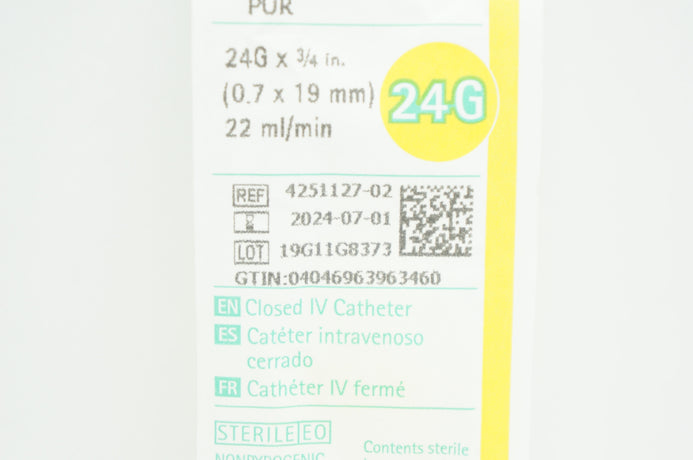 PUR
24G x 3/4 in.
(0.7 x 19 mm)
22 ml/min
24G
REF 4251127-02
2024-07-01
LOT 19G11G8373
GTIN:04046963963460
EN Closed IV Catheter
ES Catéter intravenoso
cerrado
FR Cathéter IV fermé
STERILE EO
NONPYROGENIC
Contents sterile